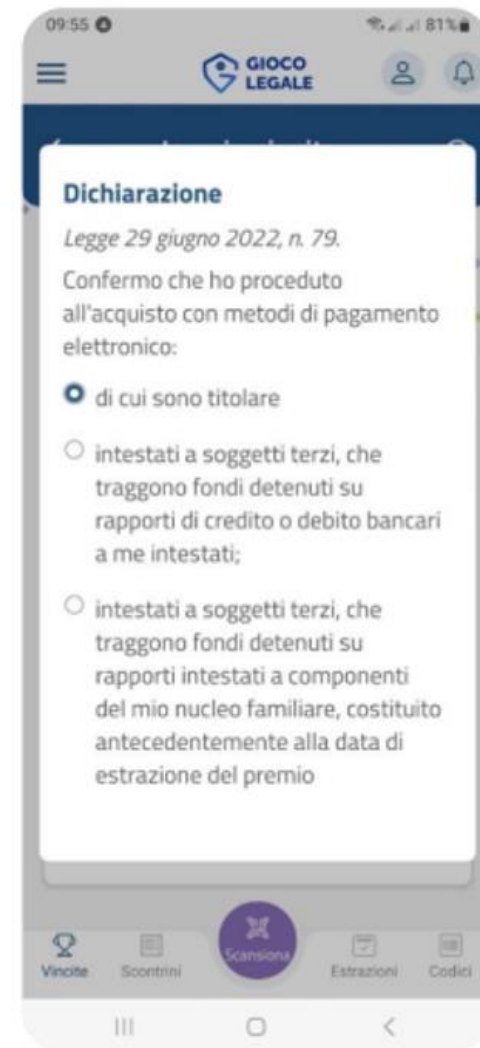 09:55
81%
GIOCO
LEGALE
Dichiarazione
Legge 29 giugno 2022, n. 79.
Confermo che ho proceduto
all'acquisto con metodi di pagamento
elettronico:
di cui sono titolare
intestati a soggetti terzi, che
traggono fondi detenuti su
rapporti di credito o debito bancari
a me intestati;
intestati a soggetti terzi, che
traggono fondi detenuti su
rapporti intestati a componenti
del mio nucleo familiare, costituito
antecedentemente alla data di
estrazione del premio
Vincite Scontrini Scansiona Estrazioni Codici